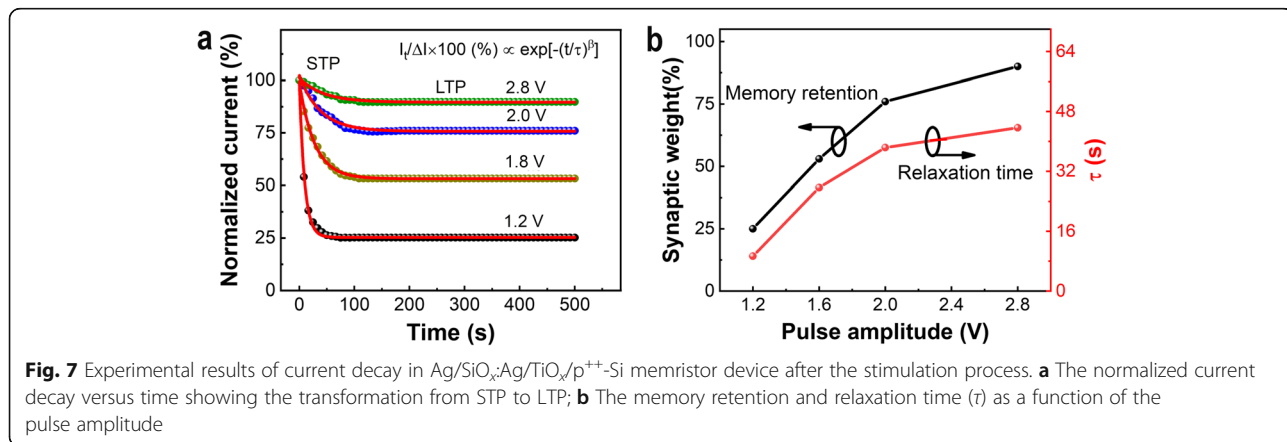 a
I_t/ΔI×100 (%) ∝ exp[-(t/τ)^β]
STP
LTP
2.8 V
2.0 V
1.8 V
1.2 V
100
75
50
25
0
Normalized current (%)
0 100 200 300 400 500
Time (s)
b
Memory retention
Relaxation time
100
75
50
25
0
Synaptic weight(%)
64
48
32
16
0
τ (s)
1.2 1.6 2.0 2.4 2.8
Pulse amplitude (V)
Fig. 7 Experimental results of current decay in Ag/SiOₓ:Ag/TiOₓ/p⁺⁺-Si memristor device after the stimulation process. a The normalized current
decay versus time showing the transformation from STP to LTP; b The memory retention and relaxation time (τ) as a function of the
pulse amplitude